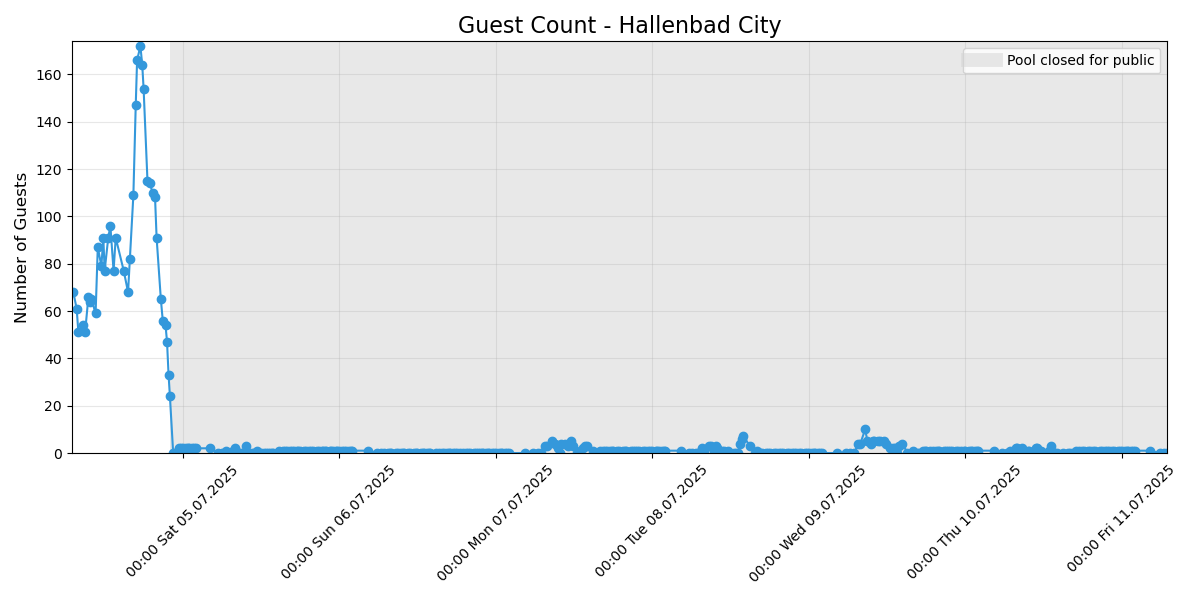 Guest Count - Hallenbad City
Pool closed for public
Number of Guests
160
140
120
100
80
60
40
20
0
00:00 Sat 05.07.2025
00:00 Sun 06.07.2025
00:00 Mon 07.07.2025
00:00 Tue 08.07.2025
00:00 Wed 09.07.2025
00:00 Thu 10.07.2025
00:00 Fri 11.07.2025